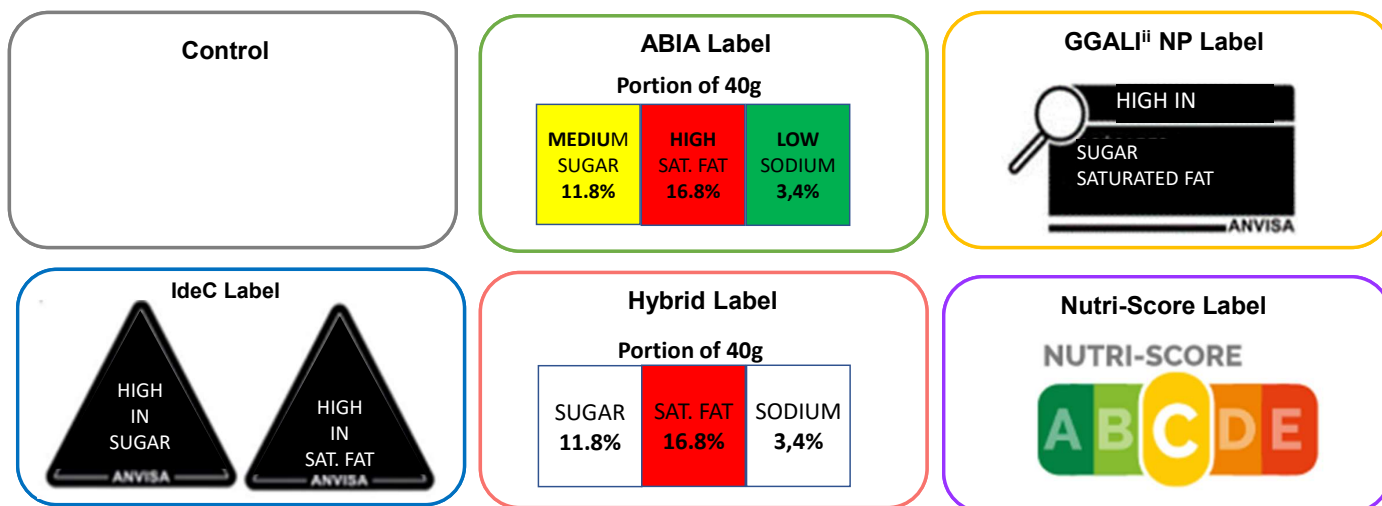 Control
ABIA Label
Portion of 40g
MEDIUM
SUGAR
11.8%
HIGH
SAT. FAT
16.8%
LOW
SODIUM
3,4%
GGALIⁱⁱ NP Label
HIGH IN
SUGAR
SATURATED FAT
ANVISA
IdeC Label
HIGH
IN
SUGAR
ANVISA
HIGH
IN
SAT. FAT
ANVISA
Hybrid Label
Portion of 40g
SUGAR
11.8%
SAT. FAT
16.8%
SODIUM
3,4%
Nutri-Score Label
NUTRI-SCORE
A B C D E